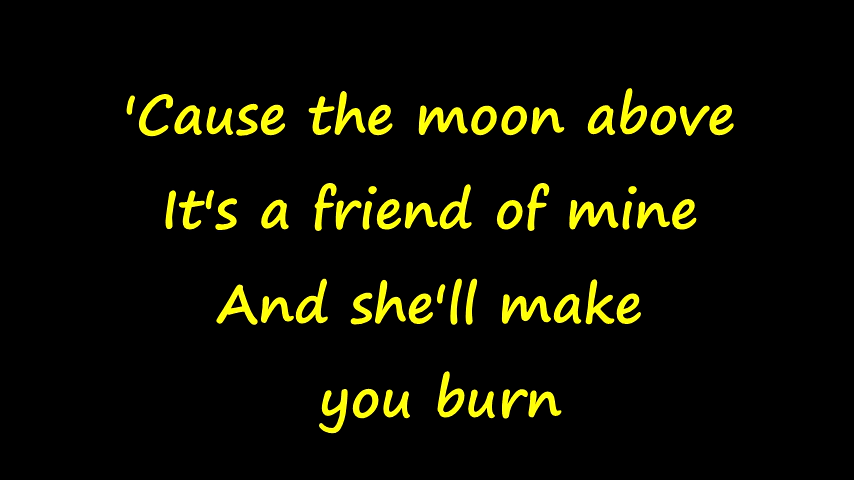 'Cause the moon above
It's a friend of mine
And she'll make
you burn